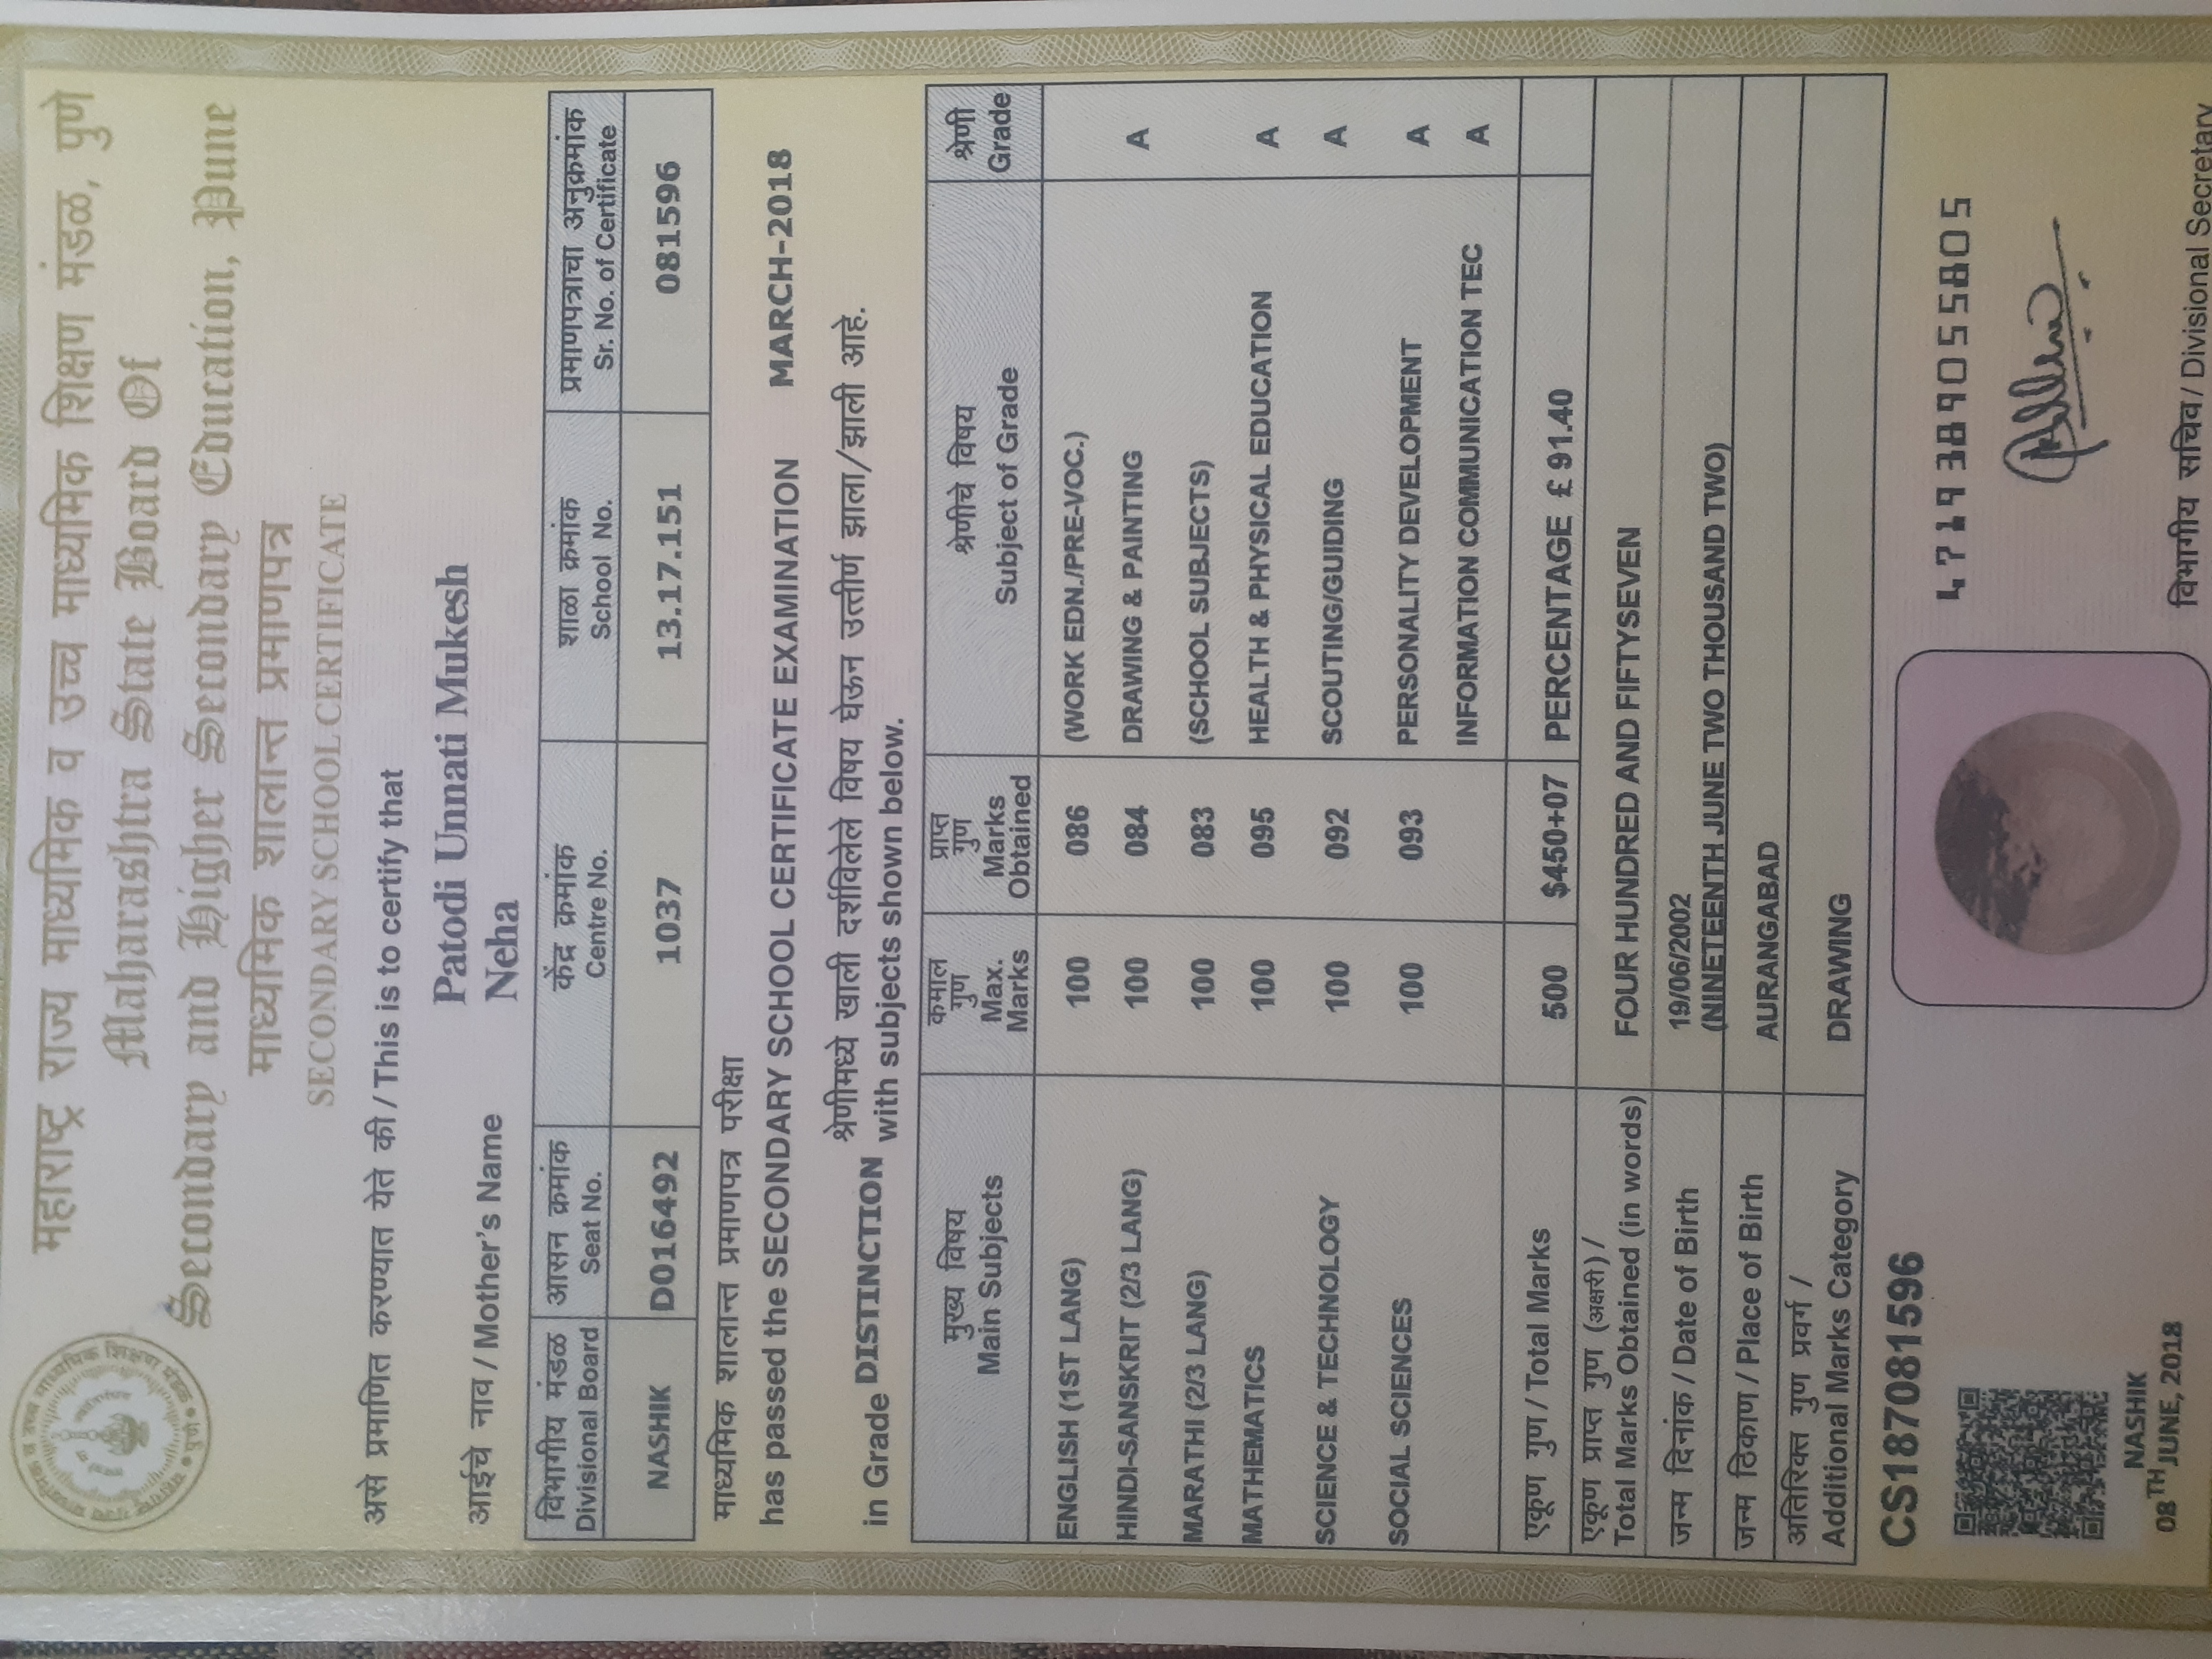 महाराष्ट्र राज्य माध्यमिक व उच्च माध्यमिक शिक्षण मंडळ, पुणे
Maharashtra State Board Of
Secondary and Higher Secondary Education, Pune
माध्यमिक शालान्त प्रमाणपत्र
SECONDARY SCHOOL CERTIFICATE
असे प्रमाणित करण्यात येते की / This is to certify that
Patodi Unnati Mukesh
आईचे नाव / Mother's Name Neha
विभागीय मंडळ आसन क्रमांक केंद्र क्रमांक शाळा क्रमांक प्रमाणपत्राचा अनुक्रमांक
Divisional Board Seat No. Centre No. School No. Sr. No. of Certificate
NASHIK D016492 1037 13.17.151 081596
माध्यमिक शालान्त प्रमाणपत्र परीक्षा
has passed the SECONDARY SCHOOL CERTIFICATE EXAMINATION MARCH-2018
श्रेणीमध्ये खाली दर्शविलेले विषय घेऊन उत्तीर्ण झाला/झाली आहे.
in Grade DISTINCTION with subjects shown below.
मुख्य विषय कमाल गुण प्राप्त गुण श्रेणीचे विषय श्रेणी
Main Subjects Max. Marks Marks Obtained Subject of Grade Grade
ENGLISH (1ST LANG) 100 086 (WORK EDN./PRE-VOC.)
HINDI-SANSKRIT (2/3 LANG) 100 084 DRAWING & PAINTING A
MARATHI (2/3 LANG) 100 083 (SCHOOL SUBJECTS)
MATHEMATICS 100 095 HEALTH & PHYSICAL EDUCATION A
SCIENCE & TECHNOLOGY 100 092 SCOUTING/GUIDING A
SOCIAL SCIENCES 100 093 PERSONALITY DEVELOPMENT A
INFORMATION COMMUNICATION TEC A
एकूण गुण / Total Marks 500 $450+07 PERCENTAGE £ 91.40
एकूण प्राप्त गुण (अक्षरी) /
Total Marks Obtained (in words) FOUR HUNDRED AND FIFTYSEVEN
जन्म दिनांक / Date of Birth 19/06/2002
(NINETEENTH JUNE TWO THOUSAND TWO)
जन्म ठिकाण / Place of Birth AURANGABAD
अतिरिक्त गुण प्रवर्ग /
Additional Marks Category DRAWING
CS187081596
4719389055805
NASHIK
08TH JUNE, 2018
विभागीय सचिव / Divisional Secretary